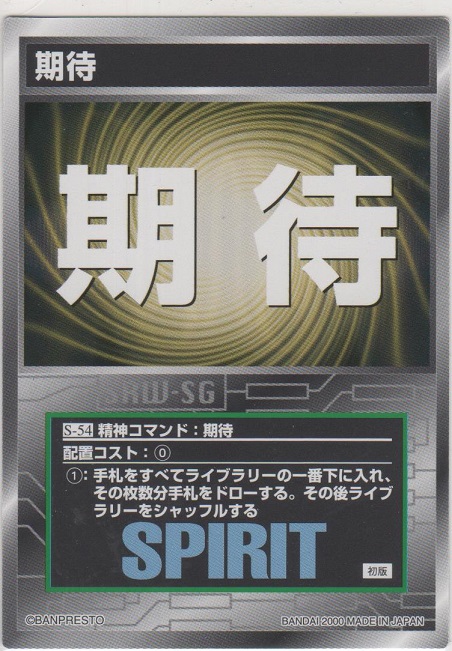 期待
期待
SRW-SG
S-54 精神コマンド：期待
配置コスト：⓪
①：手札をすべてライブラリーの一番下に入れ、
その枚数分手札をドローする。その後ライブ
ラリーをシャッフルする
SPIRIT
初版
©BANPRESTO
BANDAI 2000 MADE IN JAPAN